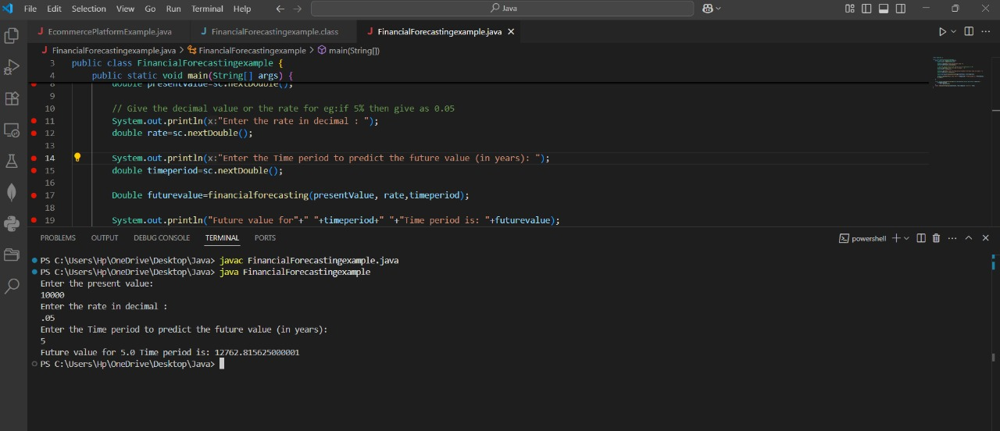 File Edit Selection View Go Run Terminal Help
Java
J EcommercePlatformExample.java J FinancialForecastingexample.class J FinancialForecastingexample.java
J FinancialForecastingexample.java > FinancialForecastingexample > main(String[])
3 public class FinancialForecastingexample {
4 public static void main(String[] args) {
8 double presentValue=sc.nextDouble();
9
10 // Give the decimal value or the rate for eg:if 5% then give as 0.05
11 System.out.println(x:"Enter the rate in decimal : ");
12 double rate=sc.nextDouble();
13
14 System.out.println(x:"Enter the Time period to predict the future value (in years): ");
15 double timeperiod=sc.nextDouble();
16
17 Double futurevalue=financialforecasting(presentValue, rate,timeperiod);
18
19 System.out.println("Future value for"+" "+timeperiod+" "+"Time period is: "+futurevalue);
PROBLEMS OUTPUT DEBUG CONSOLE TERMINAL PORTS
powershell
PS C:\Users\Hp\OneDrive\Desktop\Java> javac FinancialForecastingexample.java
PS C:\Users\Hp\OneDrive\Desktop\Java> java FinancialForecastingexample
Enter the present value:
10000
Enter the rate in decimal :
.05
Enter the Time period to predict the future value (in years):
5
Future value for 5.0 Time period is: 12762.815625000001
PS C:\Users\Hp\OneDrive\Desktop\Java>